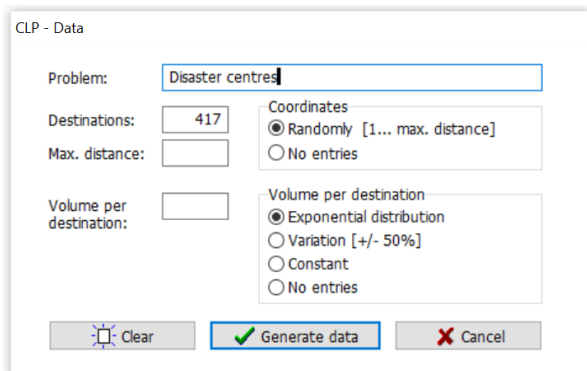 CLP - Data
Problem: Disaster centres
Destinations: 417
Max. distance:
Coordinates
Randomly [1... max. distance]
No entries
Volume per
destination:
Volume per destination
Exponential distribution
Variation [+/- 50%]
Constant
No entries
Clear Generate data Cancel